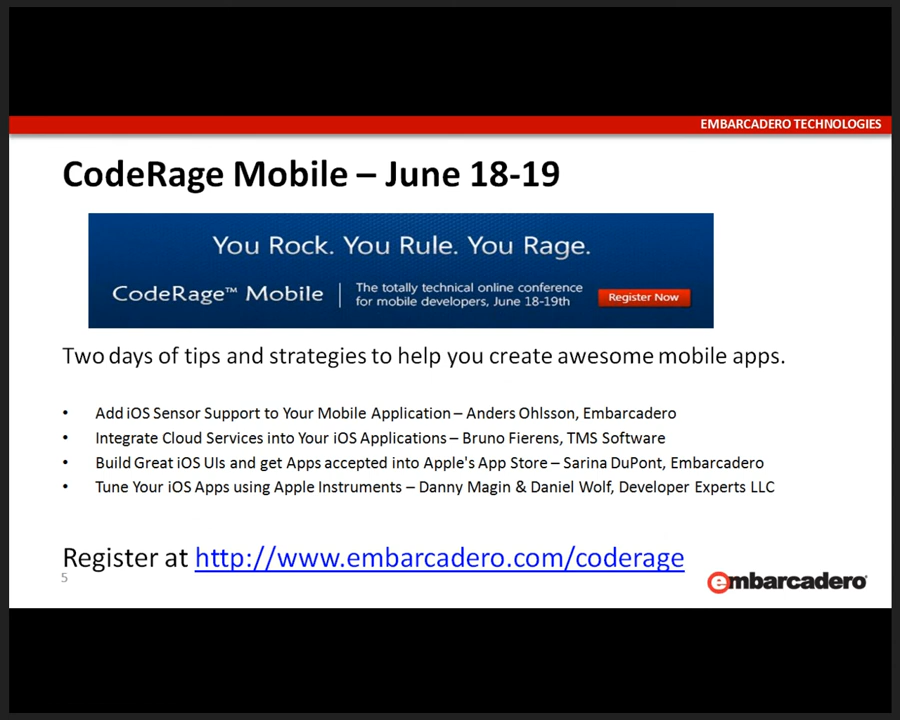 EMBARCADERO TECHNOLOGIES
CodeRage Mobile – June 18-19
You Rock. You Rule. You Rage.
CodeRage™ Mobile | The totally technical online conference
for mobile developers, June 18-19th
Register Now
Two days of tips and strategies to help you create awesome mobile apps.
• Add iOS Sensor Support to Your Mobile Application – Anders Ohlsson, Embarcadero
• Integrate Cloud Services into Your iOS Applications – Bruno Fierens, TMS Software
• Build Great iOS UIs and get Apps accepted into Apple's App Store – Sarina DuPont, Embarcadero
• Tune Your iOS Apps using Apple Instruments – Danny Magin & Daniel Wolf, Developer Experts LLC
Register at http://www.embarcadero.com/coderage
5
embarcadero